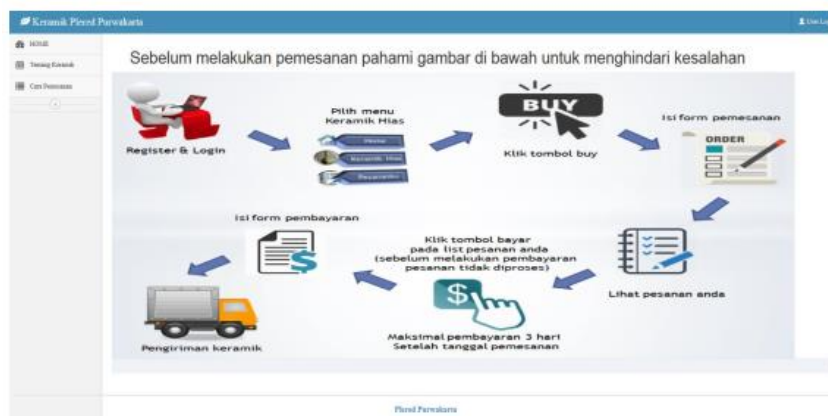 Keramik Plered Purwakarta
HOME
Tentang Keramik
Cara Pemesanan
Sebelum melakukan pemesanan pahami gambar di bawah untuk menghindari kesalahan
Register & Login
Pilih menu
Keramik Hias
Keramik Hias
BUY
Klik tombol buy
Isi form pemesanan
ORDER
Lihat pesanan anda
Klik tombol bayar
pada list pesanan anda
(sebelum melakukan pembayaran
pesanan tidak diproses)
$
Maksimal pembayaran 3 hari
Setelah tanggal pemesanan
Isi form pembayaran
$
Pengiriman keramik
Plered Purwakarta